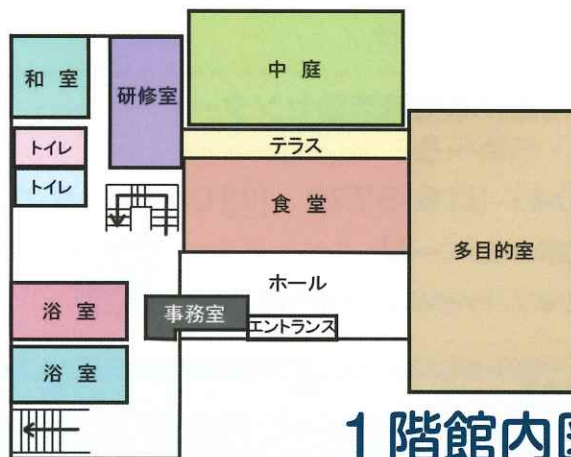 和室
研修室
中庭
トイレ
テラス
トイレ
食堂
多目的室
ホール
浴室
事務室
エントランス
浴室
1階館内図